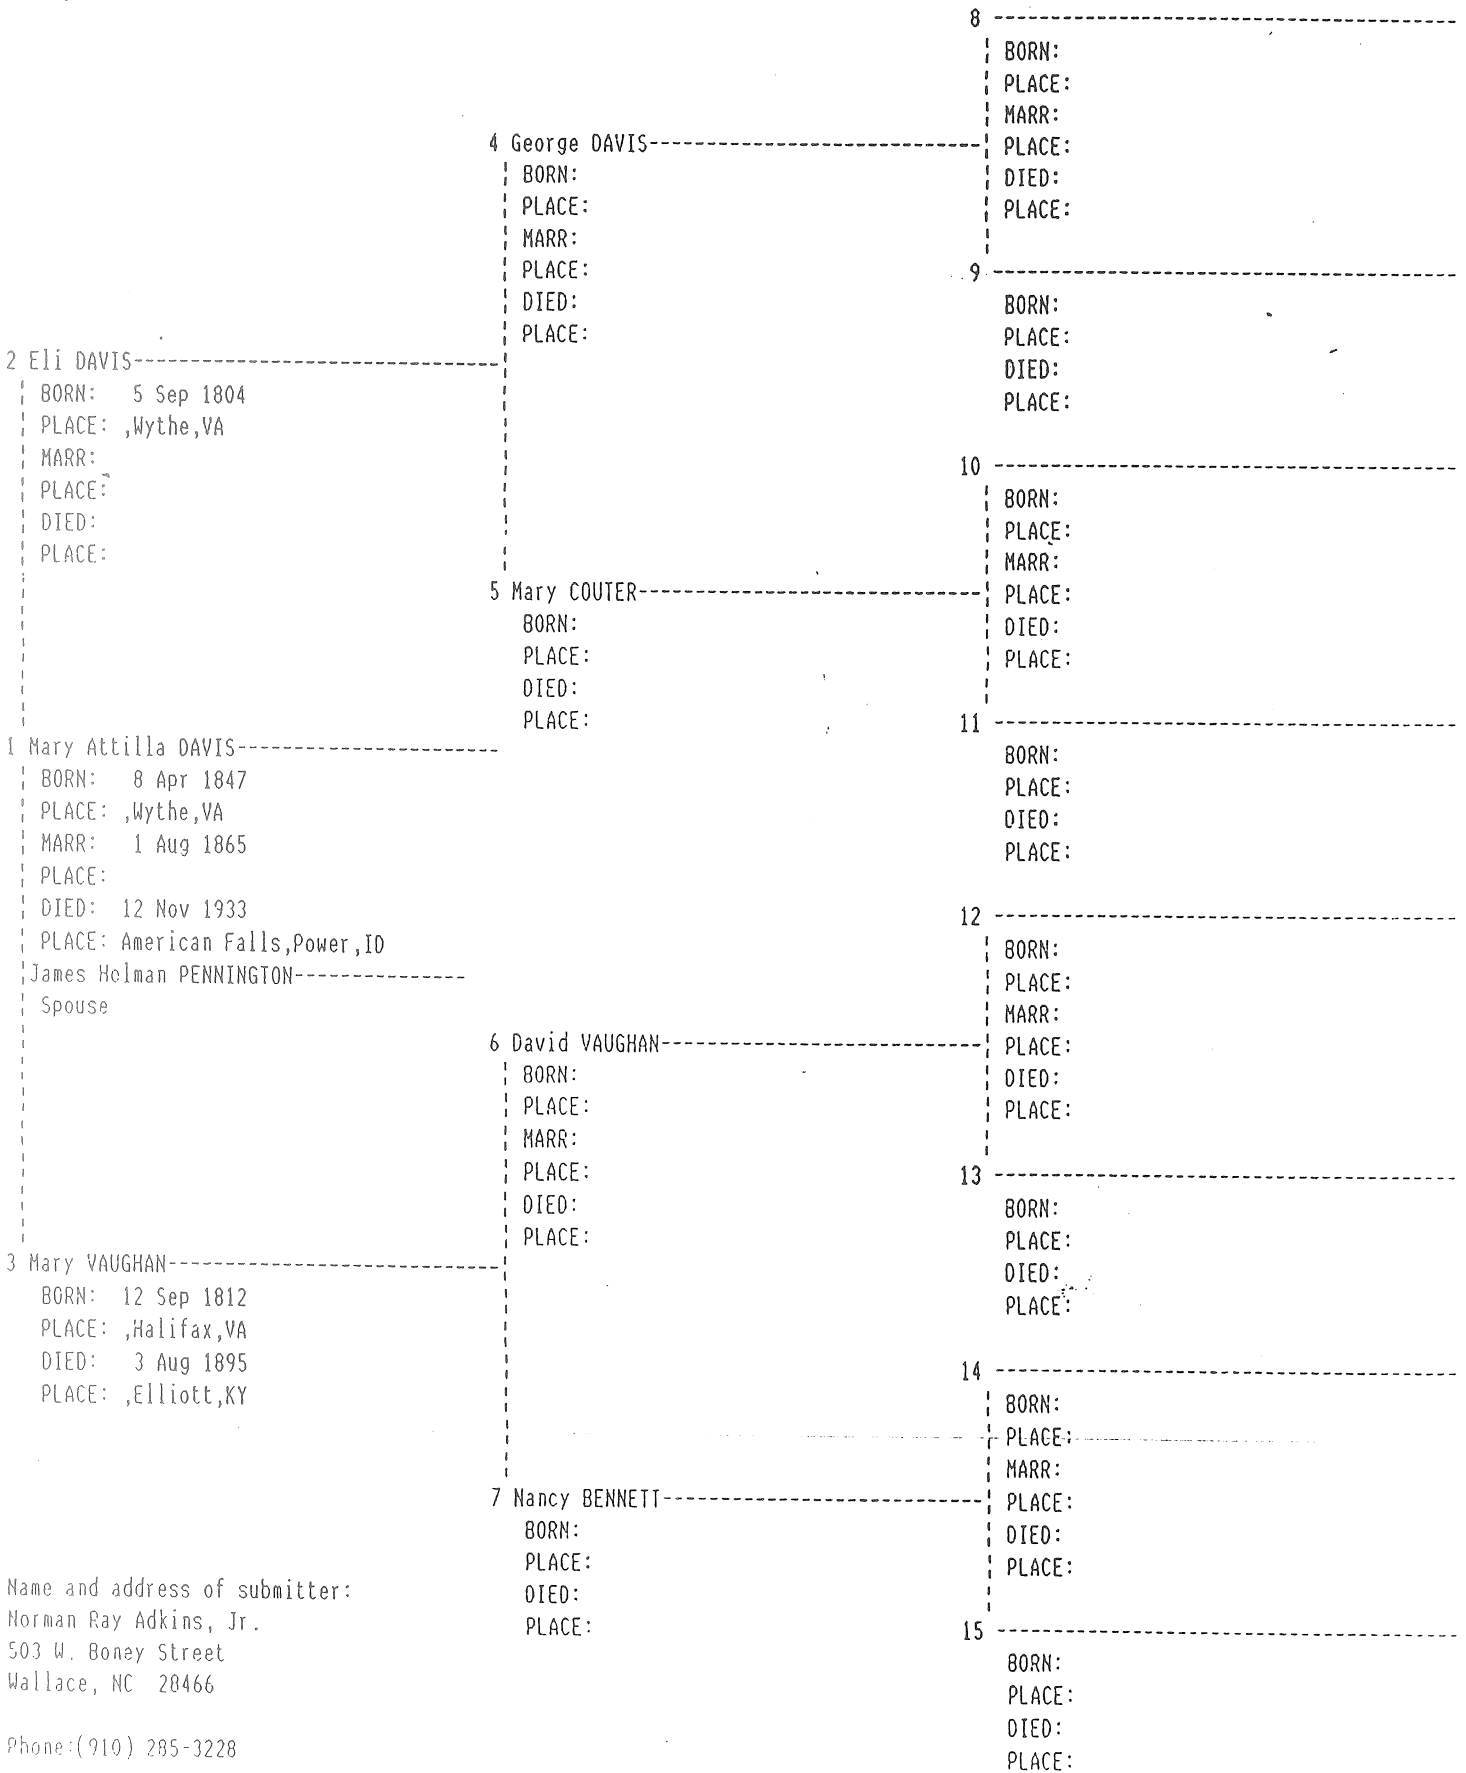 8 ----------------------------------------
BORN:
PLACE:
MARR:
4 George DAVIS-----------------------------
PLACE:
BORN:
DIED:
PLACE:
PLACE:
MARR:
PLACE:
9 ----------------------------------------
DIED:
BORN:
PLACE:
PLACE:
2 Eli DAVIS--------------------------------
DIED:
BORN: 5 Sep 1804
PLACE:
PLACE: ,Wythe,VA
MARR:
10 ----------------------------------------
PLACE:
BORN:
DIED:
PLACE:
PLACE:
MARR:
5 Mary COUTER------------------------------
PLACE:
BORN:
DIED:
PLACE:
PLACE:
DIED:
PLACE:
11 ----------------------------------------
1 Mary Attilla DAVIS-----------------------
BORN:
BORN: 8 Apr 1847
PLACE:
PLACE: ,Wythe,VA
DIED:
MARR: 1 Aug 1865
PLACE:
PLACE:
DIED: 12 Nov 1933
12 ----------------------------------------
PLACE: American Falls,Power,ID
BORN:
James Holman PENNINGTON---------------
PLACE:
Spouse
MARR:
6 David VAUGHAN----------------------------
PLACE:
BORN:
DIED:
PLACE:
PLACE:
MARR:
PLACE:
13 ----------------------------------------
DIED:
BORN:
PLACE:
PLACE:
3 Mary VAUGHAN-----------------------------
DIED:
BORN: 12 Sep 1812
PLACE:
PLACE: ,Halifax,VA
DIED: 3 Aug 1895
14 ----------------------------------------
PLACE: ,Elliott,KY
BORN:
PLACE:
MARR:
7 Nancy BENNETT----------------------------
PLACE:
BORN:
DIED:
PLACE:
PLACE:
DIED:
PLACE:
15 ----------------------------------------
BORN:
PLACE:
DIED:
PLACE:
Name and address of submitter:
Norman Ray Adkins, Jr.
503 W. Boney Street
Wallace, NC 28466
Phone:(910) 285-3228